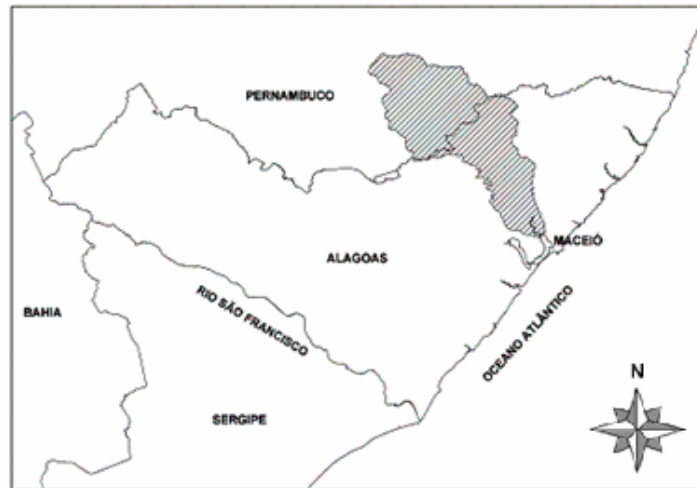 PERNAMBUCO
ALAGOAS
MACEIÓ
BAHIA
RIO SÃO FRANCISCO
OCEANO ATLÂNTICO
SERGIPE
N